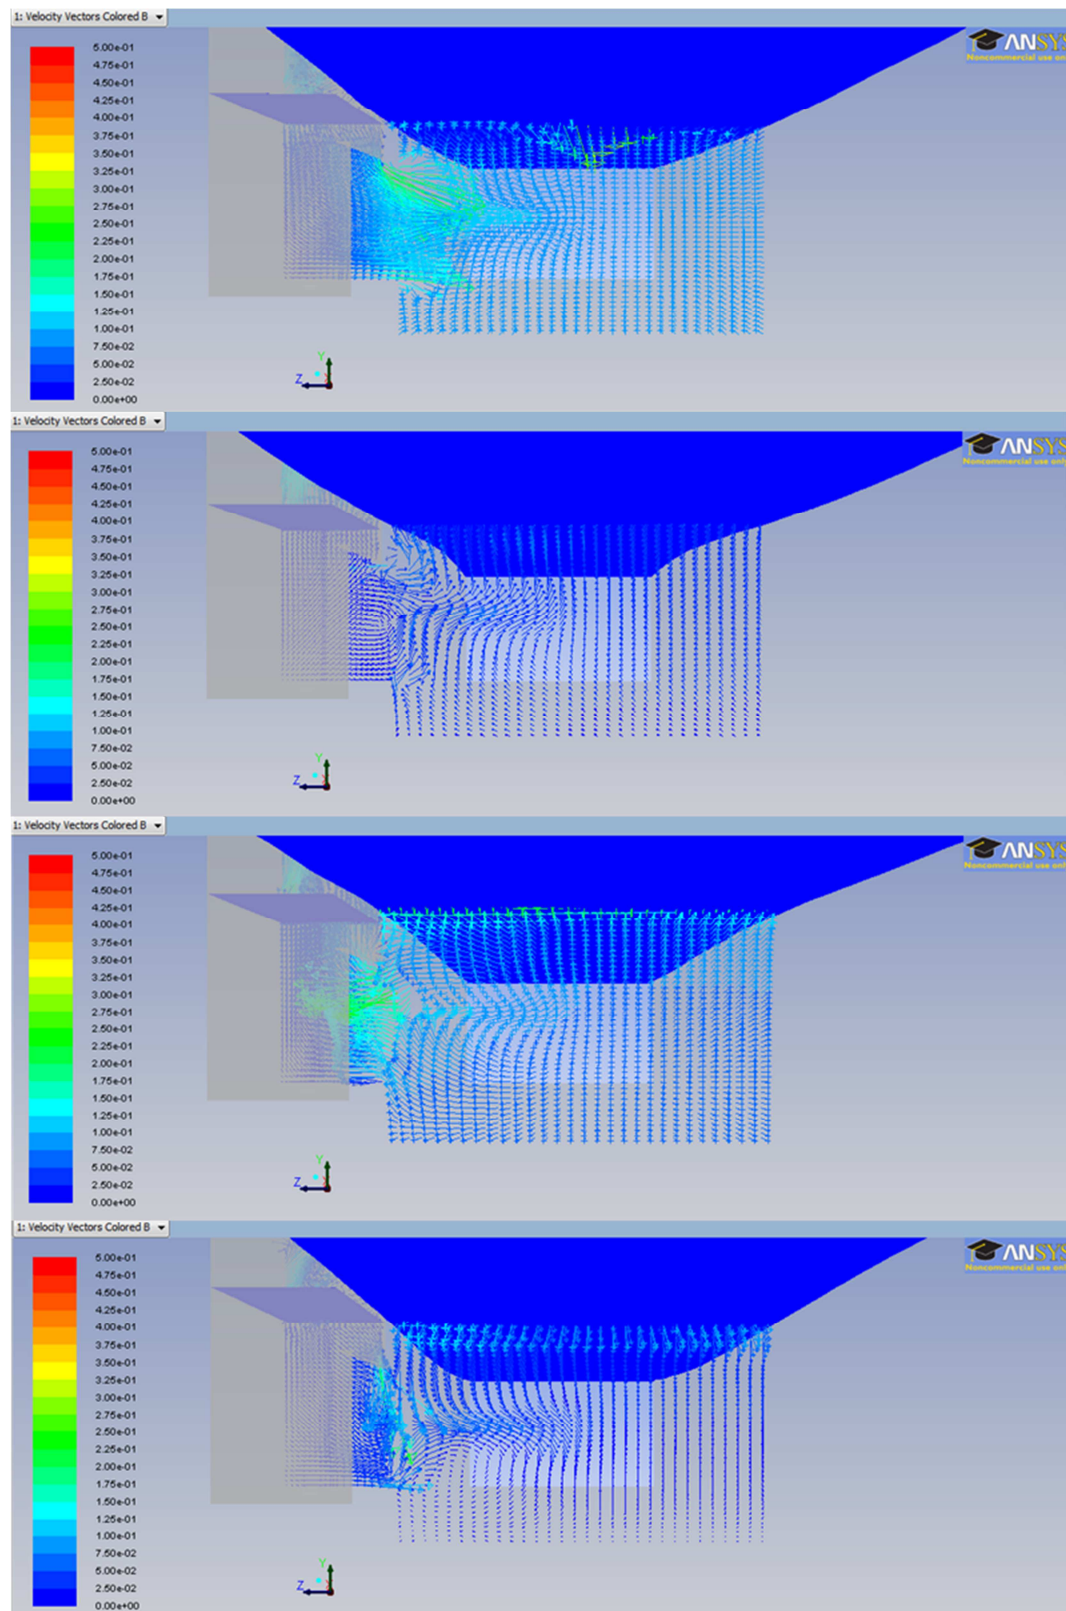 1: Velocity Vectors Colored B
ANSYS
Noncommercial use only
5.00e-01
4.75e-01
4.50e-01
4.25e-01
4.00e-01
3.75e-01
3.50e-01
3.25e-01
3.00e-01
2.75e-01
2.50e-01
2.25e-01
2.00e-01
1.75e-01
1.50e-01
1.25e-01
1.00e-01
7.50e-02
5.00e-02
2.50e-02
0.00e+00
Y
Z
X
1: Velocity Vectors Colored B
ANSYS
Noncommercial use only
5.00e-01
4.75e-01
4.50e-01
4.25e-01
4.00e-01
3.75e-01
3.50e-01
3.25e-01
3.00e-01
2.75e-01
2.50e-01
2.25e-01
2.00e-01
1.75e-01
1.50e-01
1.25e-01
1.00e-01
7.50e-02
5.00e-02
2.50e-02
0.00e+00
Y
Z
X
1: Velocity Vectors Colored B
ANSYS
Noncommercial use only
5.00e-01
4.75e-01
4.50e-01
4.25e-01
4.00e-01
3.75e-01
3.50e-01
3.25e-01
3.00e-01
2.75e-01
2.50e-01
2.25e-01
2.00e-01
1.75e-01
1.50e-01
1.25e-01
1.00e-01
7.50e-02
5.00e-02
2.50e-02
0.00e+00
Y
Z
X
1: Velocity Vectors Colored B
ANSYS
Noncommercial use only
5.00e-01
4.75e-01
4.50e-01
4.25e-01
4.00e-01
3.75e-01
3.50e-01
3.25e-01
3.00e-01
2.75e-01
2.50e-01
2.25e-01
2.00e-01
1.75e-01
1.50e-01
1.25e-01
1.00e-01
7.50e-02
5.00e-02
2.50e-02
0.00e+00
Y
Z
X